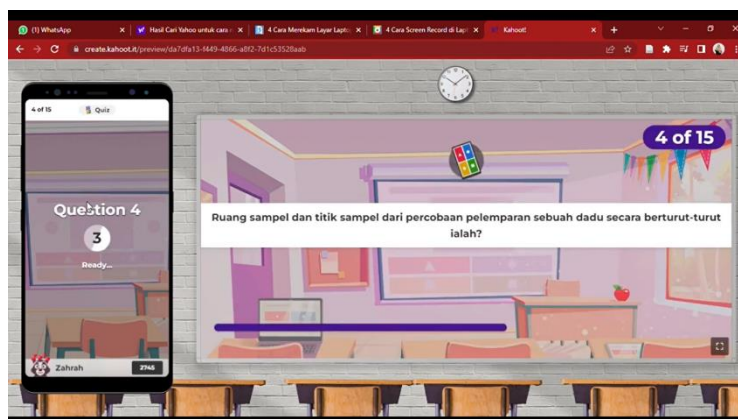 (1) WhatsApp
Hasil Cari Yahoo untuk cara
4 Cara Merekam Layar Laptop
4 Cara Screen Record di Lapt
Kahoot!
create.kahoot.it/preview/da7dfa13-f449-4866-a8f2-7d1c53528aab
4 of 15
Quiz
Question 4
3
Ready...
Zahrah
2745
4 of 15
Ruang sampel dan titik sampel dari percobaan pelemparan sebuah dadu secara berturut-turut
ialah?